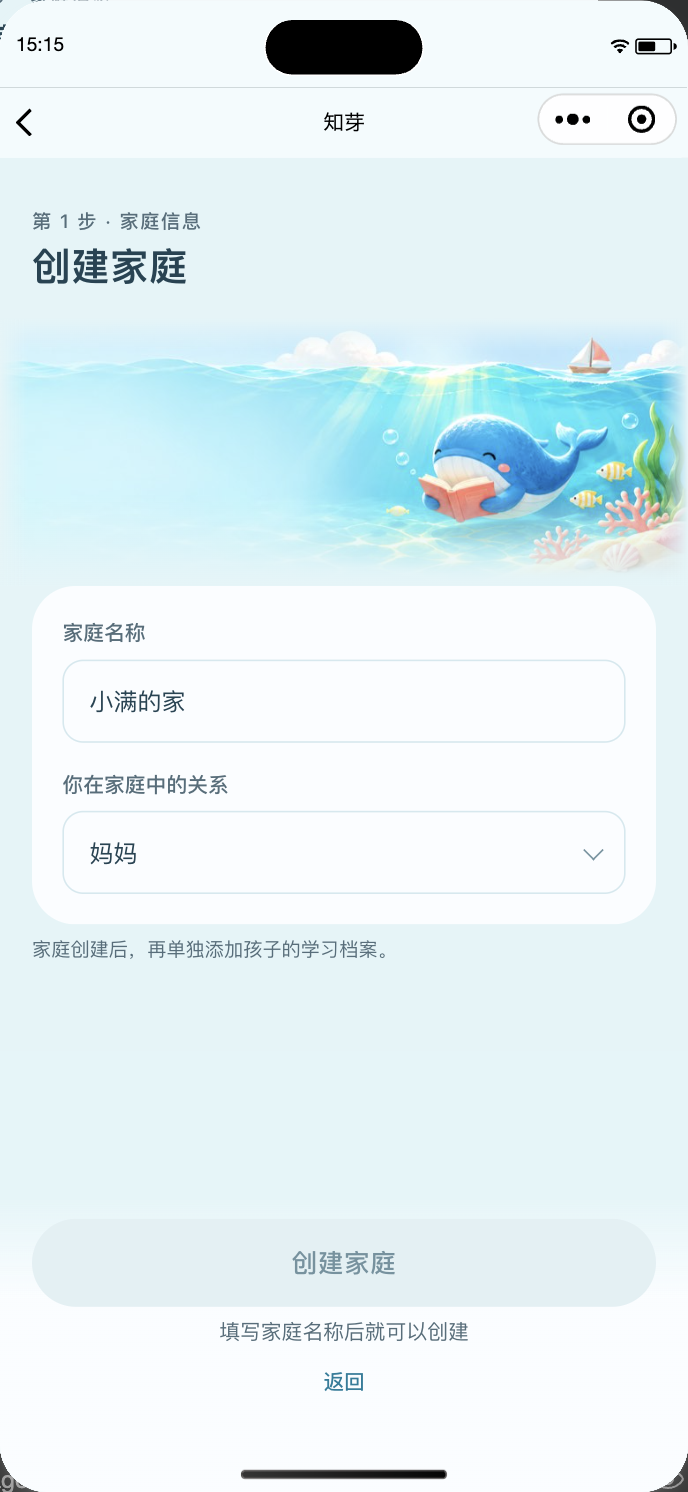 15:15
知芽
第 1 步 · 家庭信息
创建家庭
家庭名称
小满的家
你在家庭中的关系
妈妈
家庭创建后，再单独添加孩子的学习档案。
创建家庭
填写家庭名称后就可以创建
返回